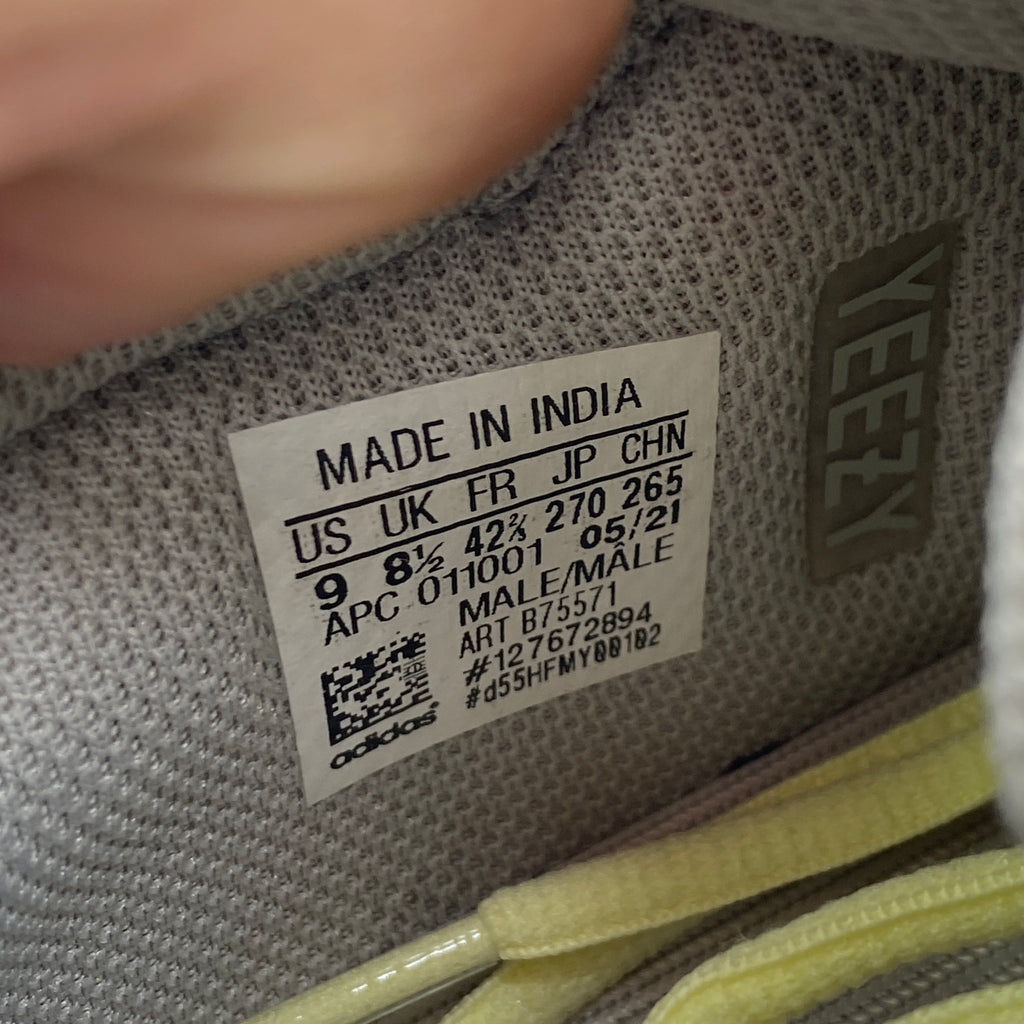 MADE IN INDIA
US UK FR JP CHN
9 8½ 42⅔ 270 265
APC 011001 05/21
MALE/MÂLE
ART B75571
#127672894
#d55HFMY00102
adidas
YEEZY